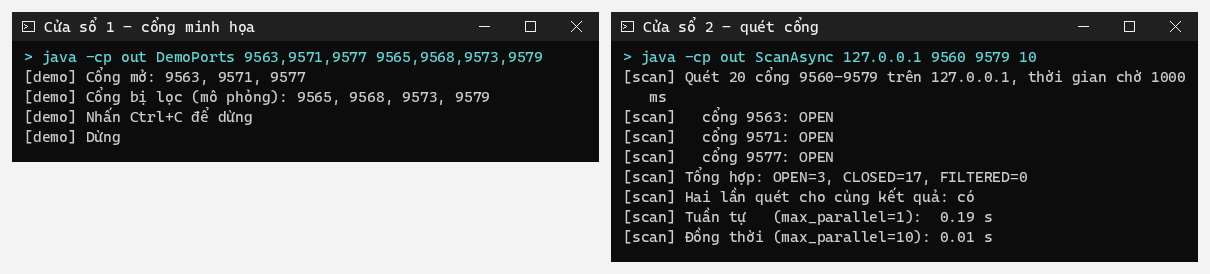 Cửa sổ 1 – cổng minh họa
> java -cp out DemoPorts 9563,9571,9577 9565,9568,9573,9579
[demo] Cổng mở: 9563, 9571, 9577
[demo] Cổng bị lọc (mô phỏng): 9565, 9568, 9573, 9579
[demo] Nhấn Ctrl+C để dừng
[demo] Dừng
Cửa sổ 2 – quét cổng
> java -cp out ScanAsync 127.0.0.1 9560 9579 10
[scan] Quét 20 cổng 9560-9579 trên 127.0.0.1, thời gian chờ 1000
ms
[scan]   cổng 9563: OPEN
[scan]   cổng 9571: OPEN
[scan]   cổng 9577: OPEN
[scan] Tổng hợp: OPEN=3, CLOSED=17, FILTERED=0
[scan] Hai lần quét cho cùng kết quả: có
[scan] Tuần tự   (max_parallel=1):  0.19 s
[scan] Đồng thời (max_parallel=10): 0.01 s